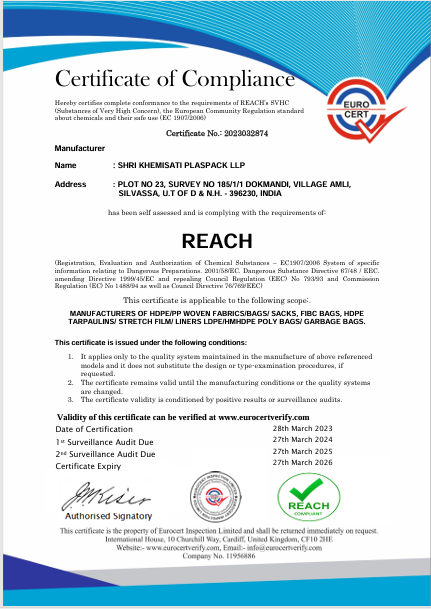 Certificate of Compliance
EURO
CERT
Hereby certifies complete conformance to the requirements of REACH's SVHC
(Substances of Very High Concern), the European Community Regulation standard
about chemicals and their safe use (EC 1907/2006)
Certificate No.: 2023032874
Manufacturer
Name : SHRI KHEMISATI PLASPACK LLP
Address : PLOT NO 23, SURVEY NO 185/1/1 DOKMANDI, VILLAGE AMLI,
SILVASSA, U.T OF D & N.H. - 396230, INDIA
has been self assessed and is complying with the requirements of:
REACH
(Registration, Evaluation and Authorization of Chemical Substances – EC1907/2006 System of specific
information relating to Dangerous Preparations. 2001/58/EC. Dangerous Substance Directive 67/48 / EEC.
amending Directive 1999/45/EC and repealing Council Regulation (EEC) No 793/93 and Commission
Regulation (EC) No 1488/94 as well as Council Directive 76/769/EEC)
This certificate is applicable to the following scope:
MANUFACTURERS OF HDPE/PP WOVEN FABRICS/BAGS/ SACKS, FIBC BAGS, HDPE
TARPAULINS/ STRETCH FILM/ LINERS LDPE/HMHDPE POLY BAGS/ GARBAGE BAGS.
This certificate is issued under the following conditions:
1. It applies only to the quality system maintained in the manufacture of above referenced
models and it does not substitute the design or type-examination procedures, if
requested.
2. The certificate remains valid until the manufacturing conditions or the quality systems
are changed.
3. The certificate validity is conditioned by positive results or surveillance audits.
Validity of this certificate can be verified at www.eurocertverify.com
Date of Certification 28th March 2023
1st Surveillance Audit Due 27th March 2024
2nd Surveillance Audit Due 27th March 2025
Certificate Expiry 27th March 2026
Authorised Signatory
REACH
COMPLIANT
This certificate is the property of Eurocert Inspection Limited and shall be returned immediately on request.
International House, 10 Churchill Way, Cardiff, United Kingdom, CF10 2HE
Website:- www.eurocertverify.com, Email:- info@eurocertverify.com
Company No. 11956886